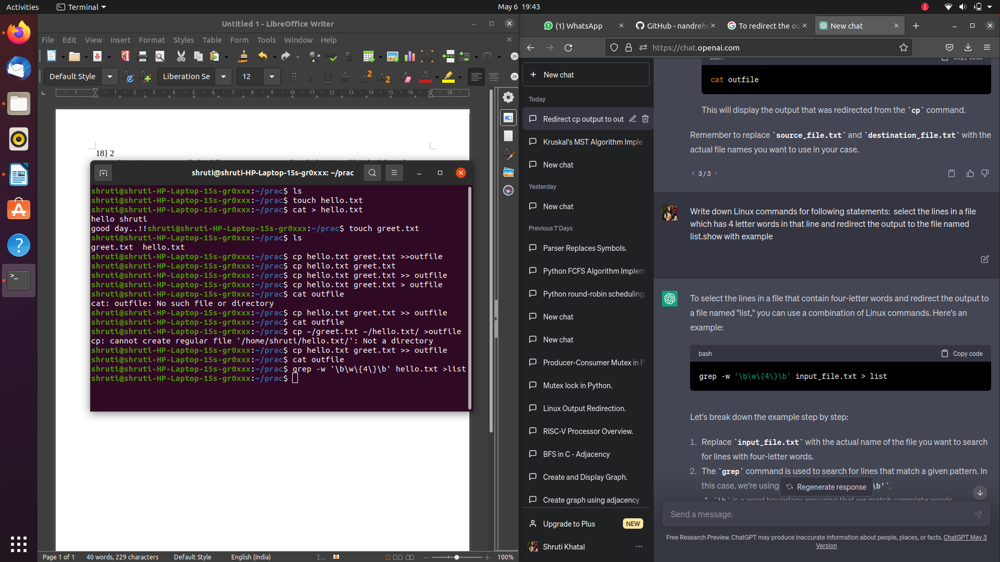 Activities
Terminal
May 6 19:43
Untitled 1 - LibreOffice Writer
File Edit View Insert Format Styles Table Form Tools Window Help
Default Style
Liberation Se
12
18} 2
shruti@shruti-HP-Laptop-15s-gr0xxx: ~/prac
shruti@shruti-HP-Laptop-15s-gr0xxx:~/prac$ ls
shruti@shruti-HP-Laptop-15s-gr0xxx:~/prac$ touch hello.txt
shruti@shruti-HP-Laptop-15s-gr0xxx:~/prac$ cat > hello.txt
hello shruti
good day..!!shruti@shruti-HP-Laptop-15s-gr0xxx:~/prac$ touch greet.txt
shruti@shruti-HP-Laptop-15s-gr0xxx:~/prac$ ls
greet.txt  hello.txt
shruti@shruti-HP-Laptop-15s-gr0xxx:~/prac$ cp hello.txt greet.txt >>outfile
shruti@shruti-HP-Laptop-15s-gr0xxx:~/prac$ cp hello.txt greet.txt
shruti@shruti-HP-Laptop-15s-gr0xxx:~/prac$ cp hello.txt greet.txt >> outfile
shruti@shruti-HP-Laptop-15s-gr0xxx:~/prac$ cp hello.txt greet.txt > outfile
shruti@shruti-HP-Laptop-15s-gr0xxx:~/prac$ cat outfile
cat: outfile: No such file or directory
shruti@shruti-HP-Laptop-15s-gr0xxx:~/prac$ cp hello.txt greet.txt >> outfile
shruti@shruti-HP-Laptop-15s-gr0xxx:~/prac$ cat outfile
shruti@shruti-HP-Laptop-15s-gr0xxx:~/prac$ cp ~/greet.txt ~/hello.txt/ >outfile
cp: cannot create regular file '/home/shruti/hello.txt/': Not a directory
shruti@shruti-HP-Laptop-15s-gr0xxx:~/prac$ cp hello.txt greet.txt >> outfile
shruti@shruti-HP-Laptop-15s-gr0xxx:~/prac$ cat outfile
shruti@shruti-HP-Laptop-15s-gr0xxx:~/prac$ grep -w '\b\w\{4\}\b' hello.txt >list
shruti@shruti-HP-Laptop-15s-gr0xxx:~/prac$
Page 1 of 1
40 words, 229 characters
Default Style
English (India)
100%
(1) WhatsApp
GitHub - nandrehe
To redirect the ou
New chat
https://chat.openai.com
New chat
Today
Redirect cp output to out
Kruskal's MST Algorithm Imple
New chat
Yesterday
New chat
Previous 7 Days
Parser Replaces Symbols.
Python FCFS Algorithm Implem
Python round-robin scheduling.
New chat
New chat
Producer-Consumer Mutex in P
Mutex lock in Python.
Linux Output Redirection.
RISC-V Processor Overview.
BFS in C - Adjacency
Create and Display Graph.
Create graph using adjacency
Upgrade to Plus
NEW
Shruti Khatal
bash
Copy code
cat outfile
This will display the output that was redirected from the `cp` command.
Remember to replace `source_file.txt` and `destination_file.txt` with the
actual file names you want to use in your case.
3 / 3
Write down Linux commands for following statements:  select the lines in a file
which has 4 letter words in that line and redirect the output to the file named
list.show with example
To select the lines in a file that contain four-letter words and redirect the output to
a file named "list," you can use a combination of Linux commands. Here's an
example:
bash
Copy code
grep -w '\b\w\{4\}\b' input_file.txt > list
Let's break down the example step by step:
1. Replace `input_file.txt` with the actual name of the file you want to search
for lines with four-letter words.
2. The `grep` command is used to search for lines that match a given pattern. In
this case, we're using \b'`.
Regenerate response
`\b` is a word boundary, ensuring that we match complete words.
Send a message.
Free Research Preview. ChatGPT may produce inaccurate information about people, places, or facts. ChatGPT May 3
Version